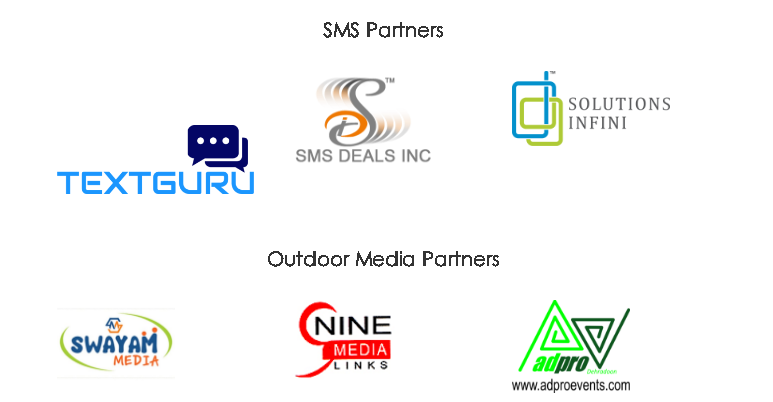 SMS Partners
TEXTGURU
SMS DEALS INC
TM
SOLUTIONS
INFINI
Outdoor Media Partners
SWAYAM
MEDIA
NINE
MEDIA
LINKS
adpro
Dehradoon
www.adproevents.com